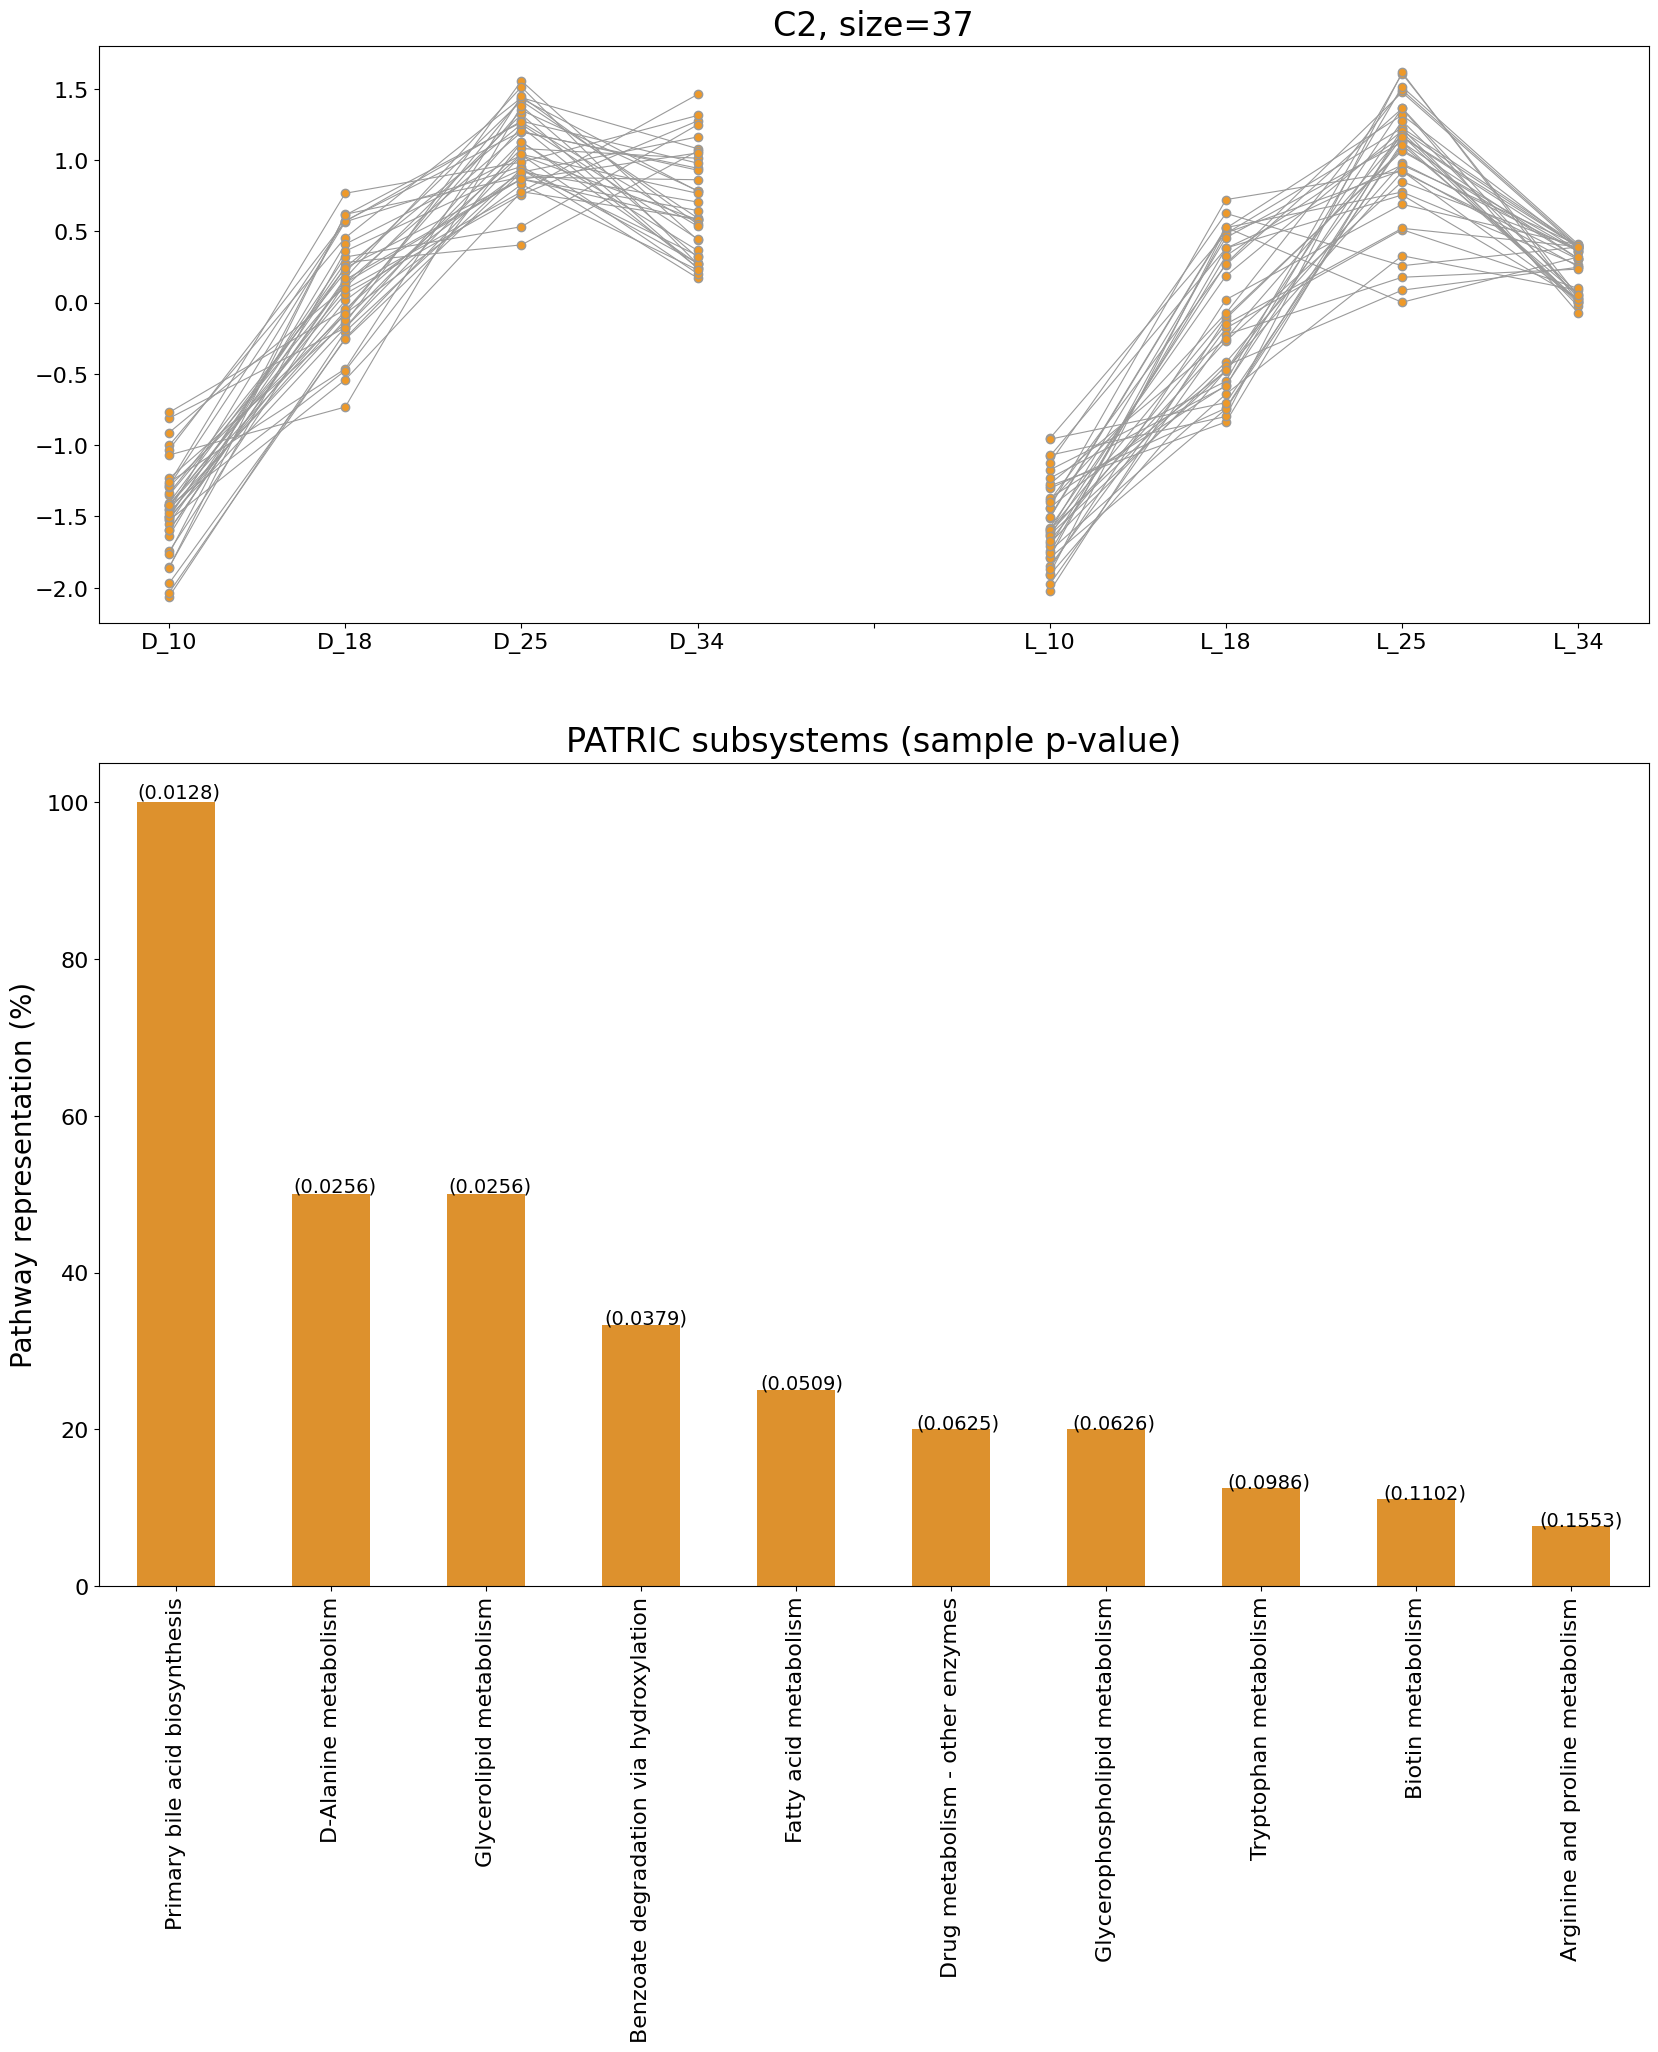 C2, size=37
1.5
1.0
0.5
0.0
−0.5
−1.0
−1.5
−2.0
D_10 D_18 D_25 D_34 L_10 L_18 L_25 L_34
PATRIC subsystems (sample p-value)
Pathway representation (%)
100
80
60
40
20
0
(0.0128)
(0.0256)
(0.0256)
(0.0379)
(0.0509)
(0.0625)
(0.0626)
(0.0986)
(0.1102)
(0.1553)
Primary bile acid biosynthesis
D-Alanine metabolism
Glycerolipid metabolism
Benzoate degradation via hydroxylation
Fatty acid metabolism
Drug metabolism - other enzymes
Glycerophospholipid metabolism
Tryptophan metabolism
Biotin metabolism
Arginine and proline metabolism